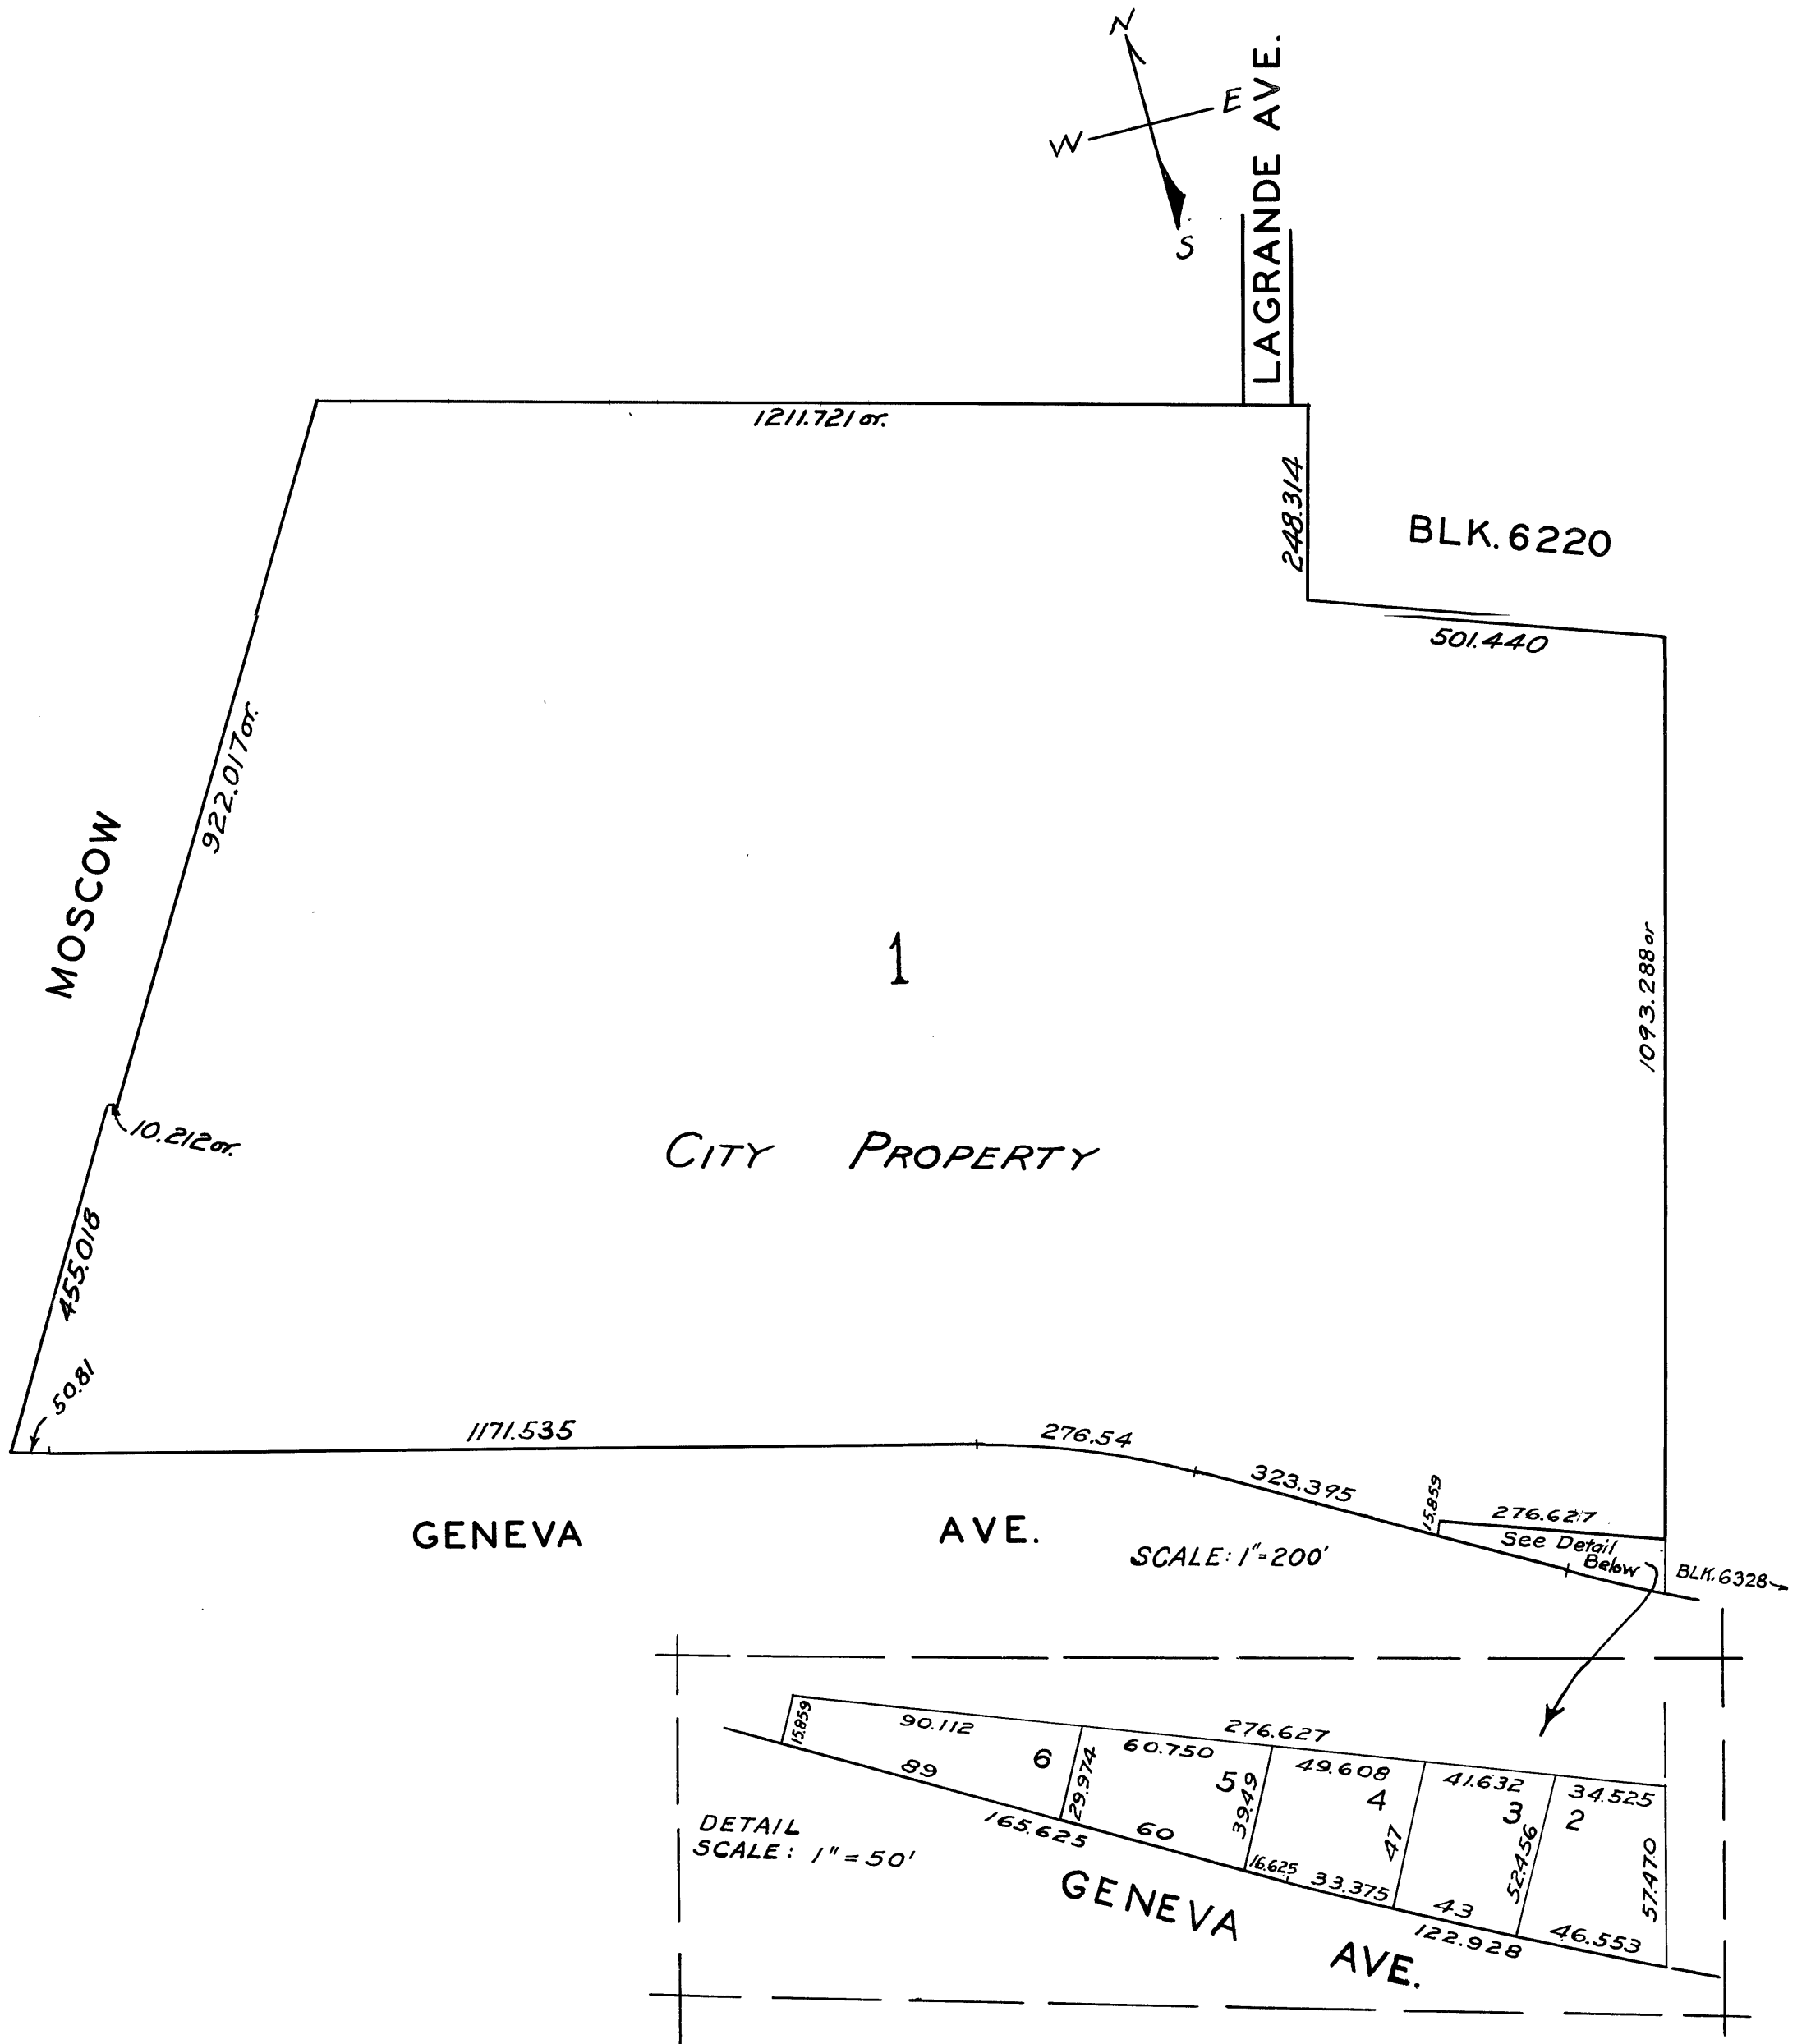 N
W
E
S
LAGRANDE AVE.
1211.721 or.
248.314
BLK. 6220
501.440
922.017 or.
MOSCOW
1
1093.288 or
10.212 or.
CITY PROPERTY
455.018
50.81
1171.535
276.54
323.395
15.859
276.627
See Detail
Below
BLK. 6328
GENEVA AVE.
SCALE: 1"=200'
15.859
90.112
276.627
6
60.750
5
49.608
4
41.632
3
34.525
2
89
29.974
39.49
47
52.456
57.470
165.625
60
16.625
33.375
43
122.928
46.553
DETAIL
SCALE: 1"=50'
GENEVA AVE.